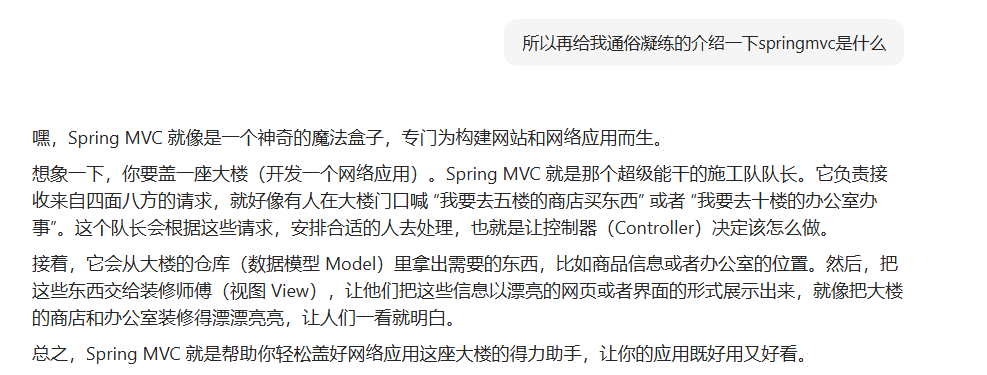 所以再给我通俗凝练的介绍一下springmvc是什么
嘿，Spring MVC 就像是一个神奇的魔法盒子，专门为构建网站和网络应用而生。
想象一下，你要盖一座大楼（开发一个网络应用）。Spring MVC 就是那个超级能干的施工队队长。它负责接
收来自四面八方的请求，就好像有人在大楼门口喊 “我要去五楼的商店买东西” 或者 “我要去十楼的办公室办
事”。这个队长会根据这些请求，安排合适的人去处理，也就是让控制器（Controller）决定该怎么做。
接着，它会从大楼的仓库（数据模型 Model）里拿出需要的东西，比如商品信息或者办公室的位置。然后，把
这些东西交给装修师傅（视图 View），让他们把这些信息以漂亮的网页或者界面的形式展示出来，就像把大楼
的商店和办公室装修得漂漂亮亮，让人们一看就明白。
总之，Spring MVC 就是帮助你轻松盖好网络应用这座大楼的得力助手，让你的应用既好用又好看。